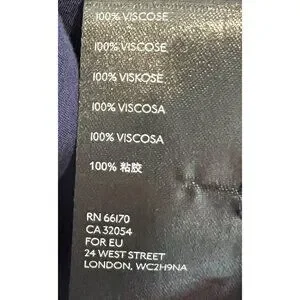 100% VISCOSE
100% VISCOSE
100% VISKOSE
100% VISCOSA
100% VISCOSA
100% 粘胶
RN 66170
CA 32054
FOR EU
24 WEST STREET
LONDON, WC2H9NA